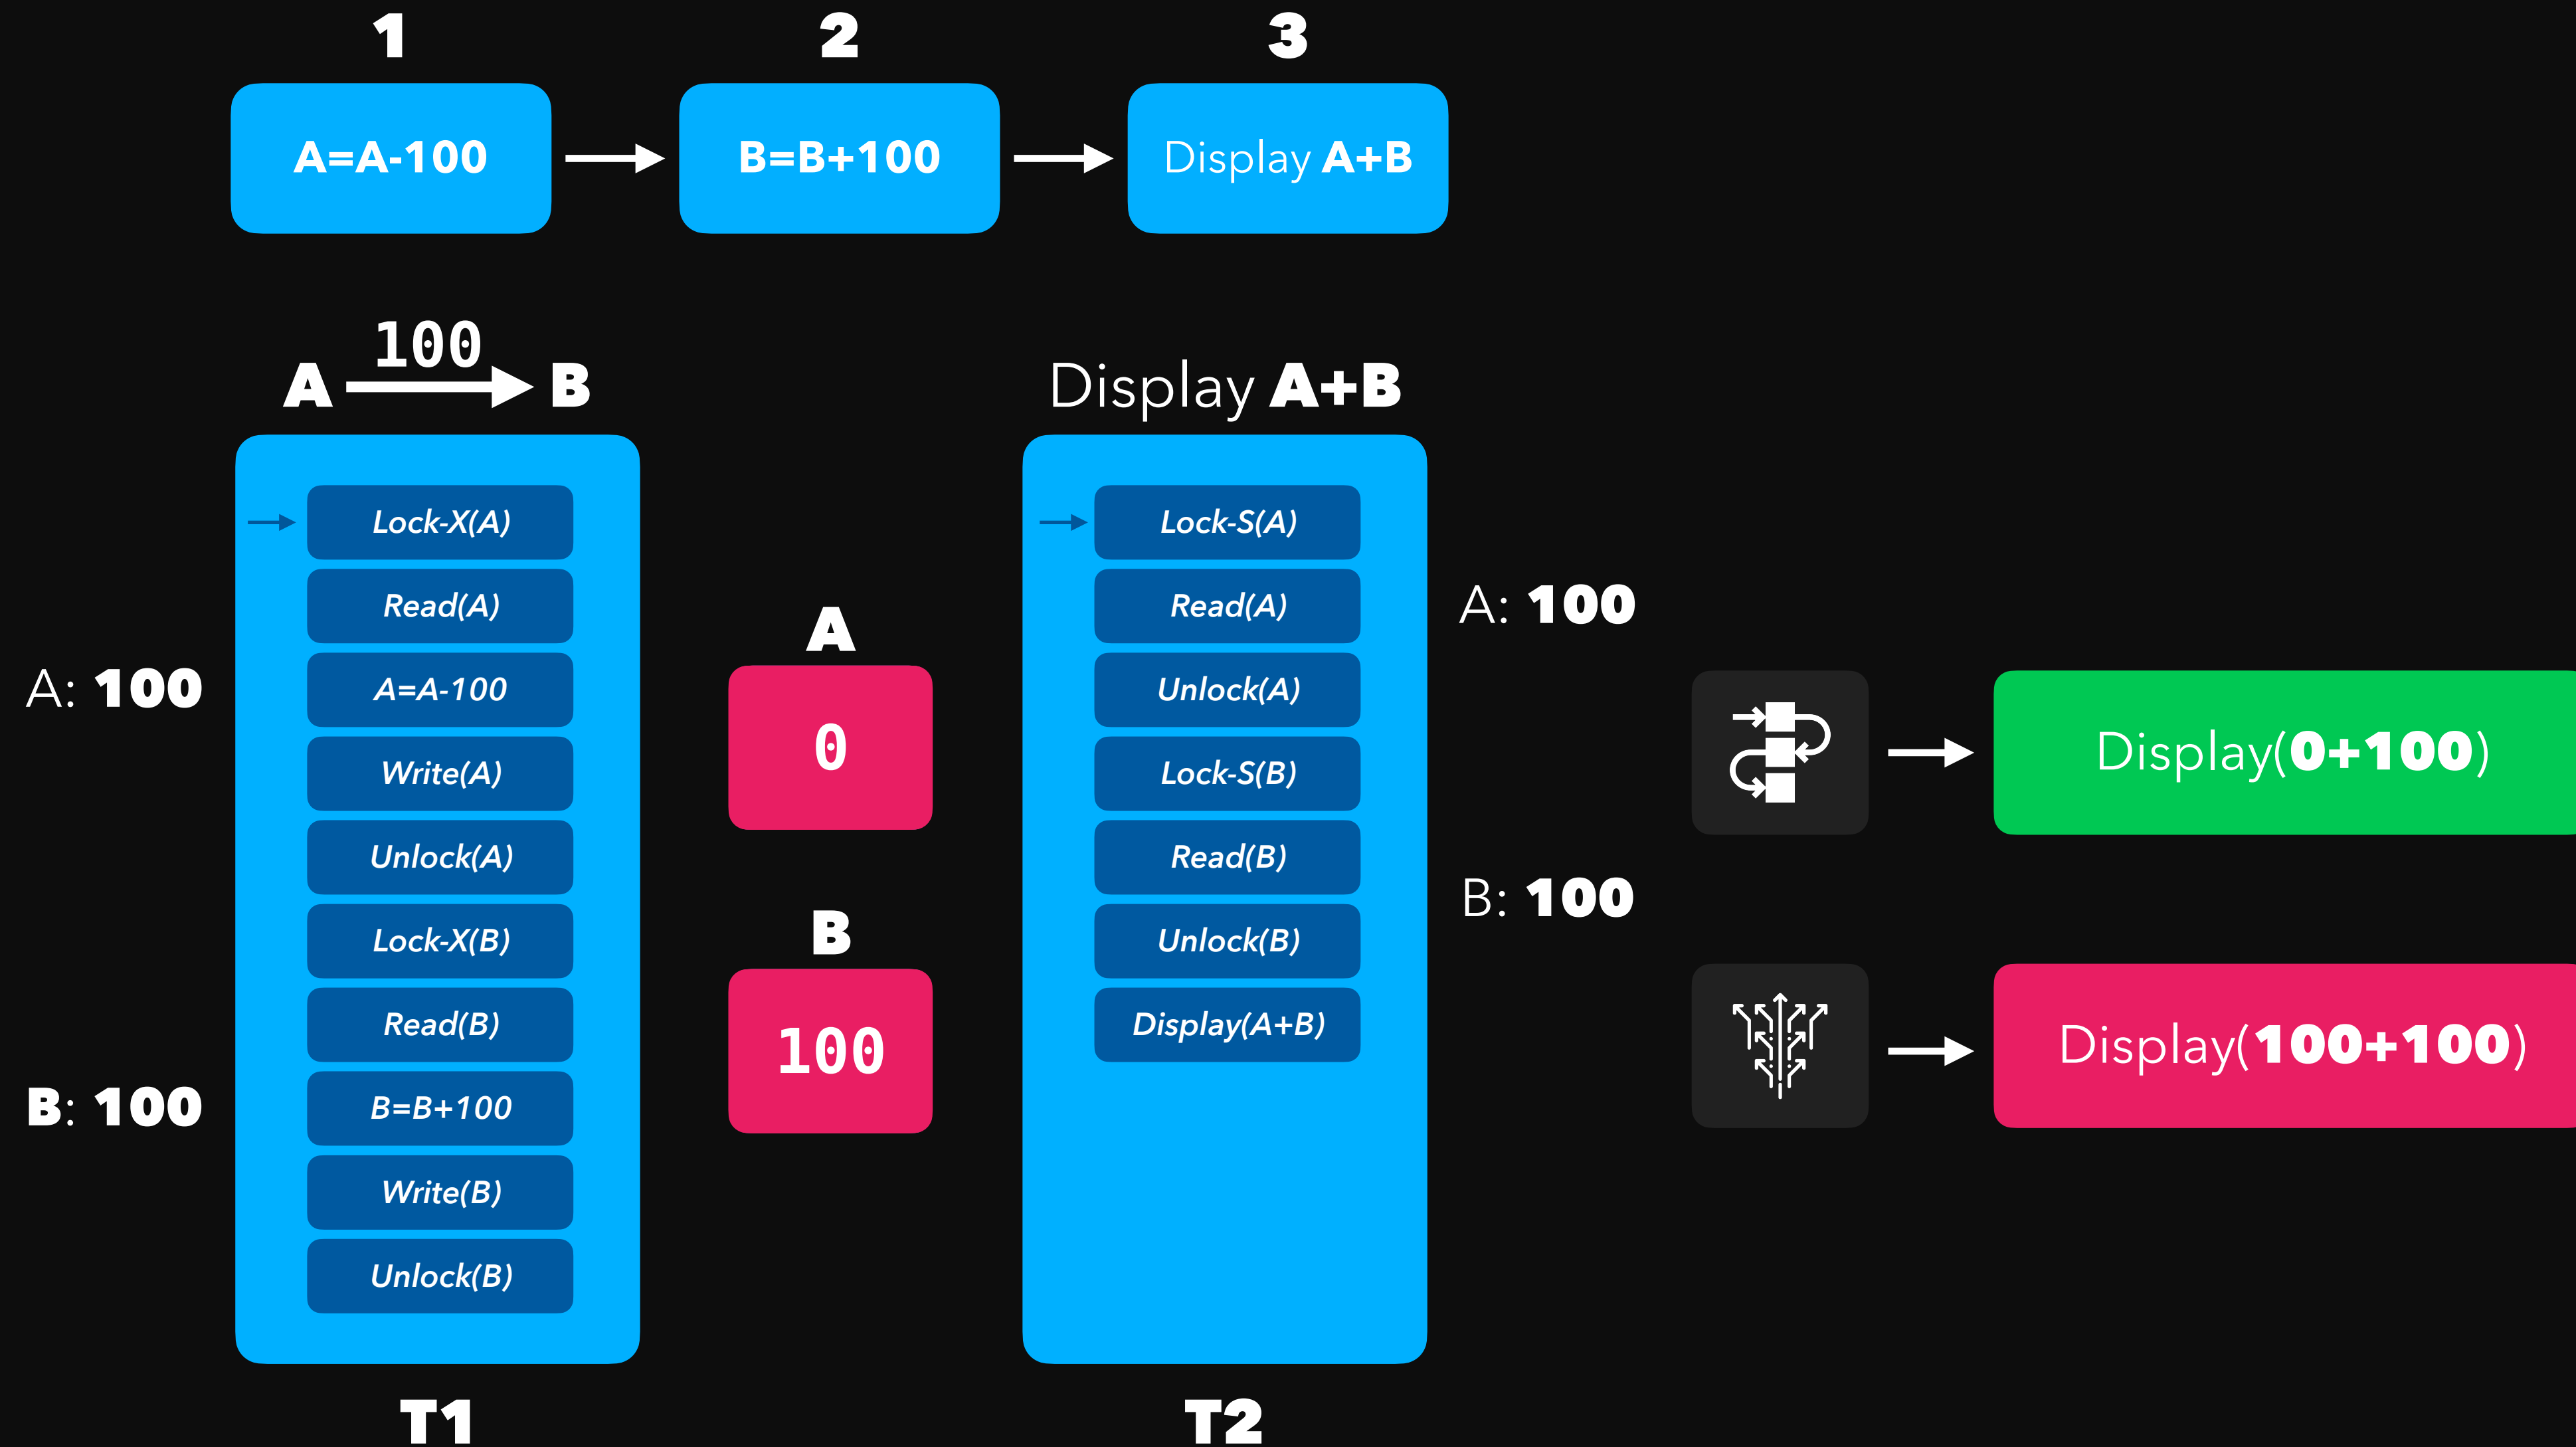 1
2
3
A=A-100
B=B+100
Display A+B
100
A
B
Display A+B
Lock-X(A)
Read(A)
A=A-100
Write(A)
Unlock(A)
Lock-X(B)
Read(B)
B=B+100
Write(B)
Unlock(B)
A: 100
B: 100
T1
A
0
B
100
Lock-S(A)
Read(A)
Unlock(A)
Lock-S(B)
Read(B)
Unlock(B)
Display(A+B)
T2
A: 100
B: 100
Display(0+100)
Display(100+100)